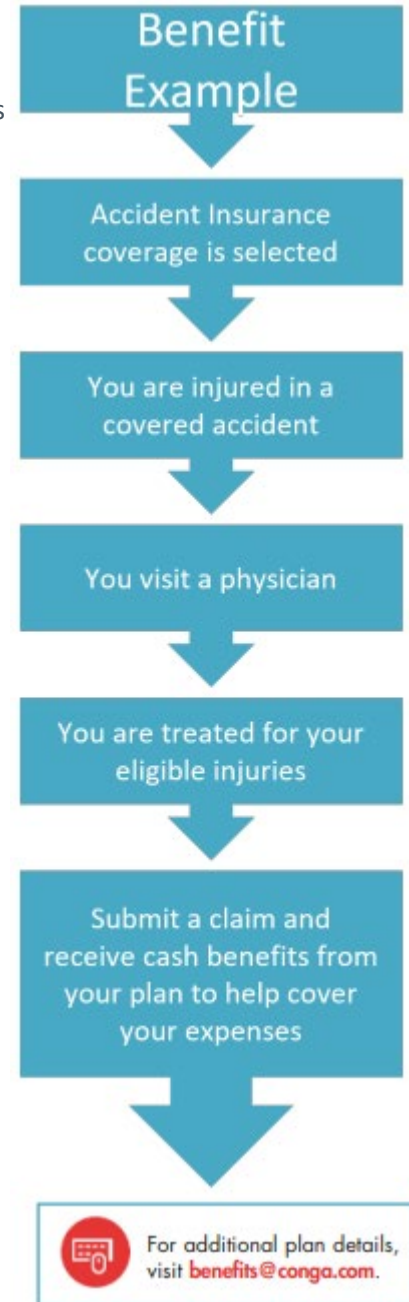 Benefit
Example
s
Accident Insurance
coverage is selected
You are injured in a
covered accident
You visit a physician
You are treated for your
eligible injuries
Submit a claim and
receive cash benefits from
your plan to help cover
your expenses
For additional plan details,
visit benefits@conga.com.